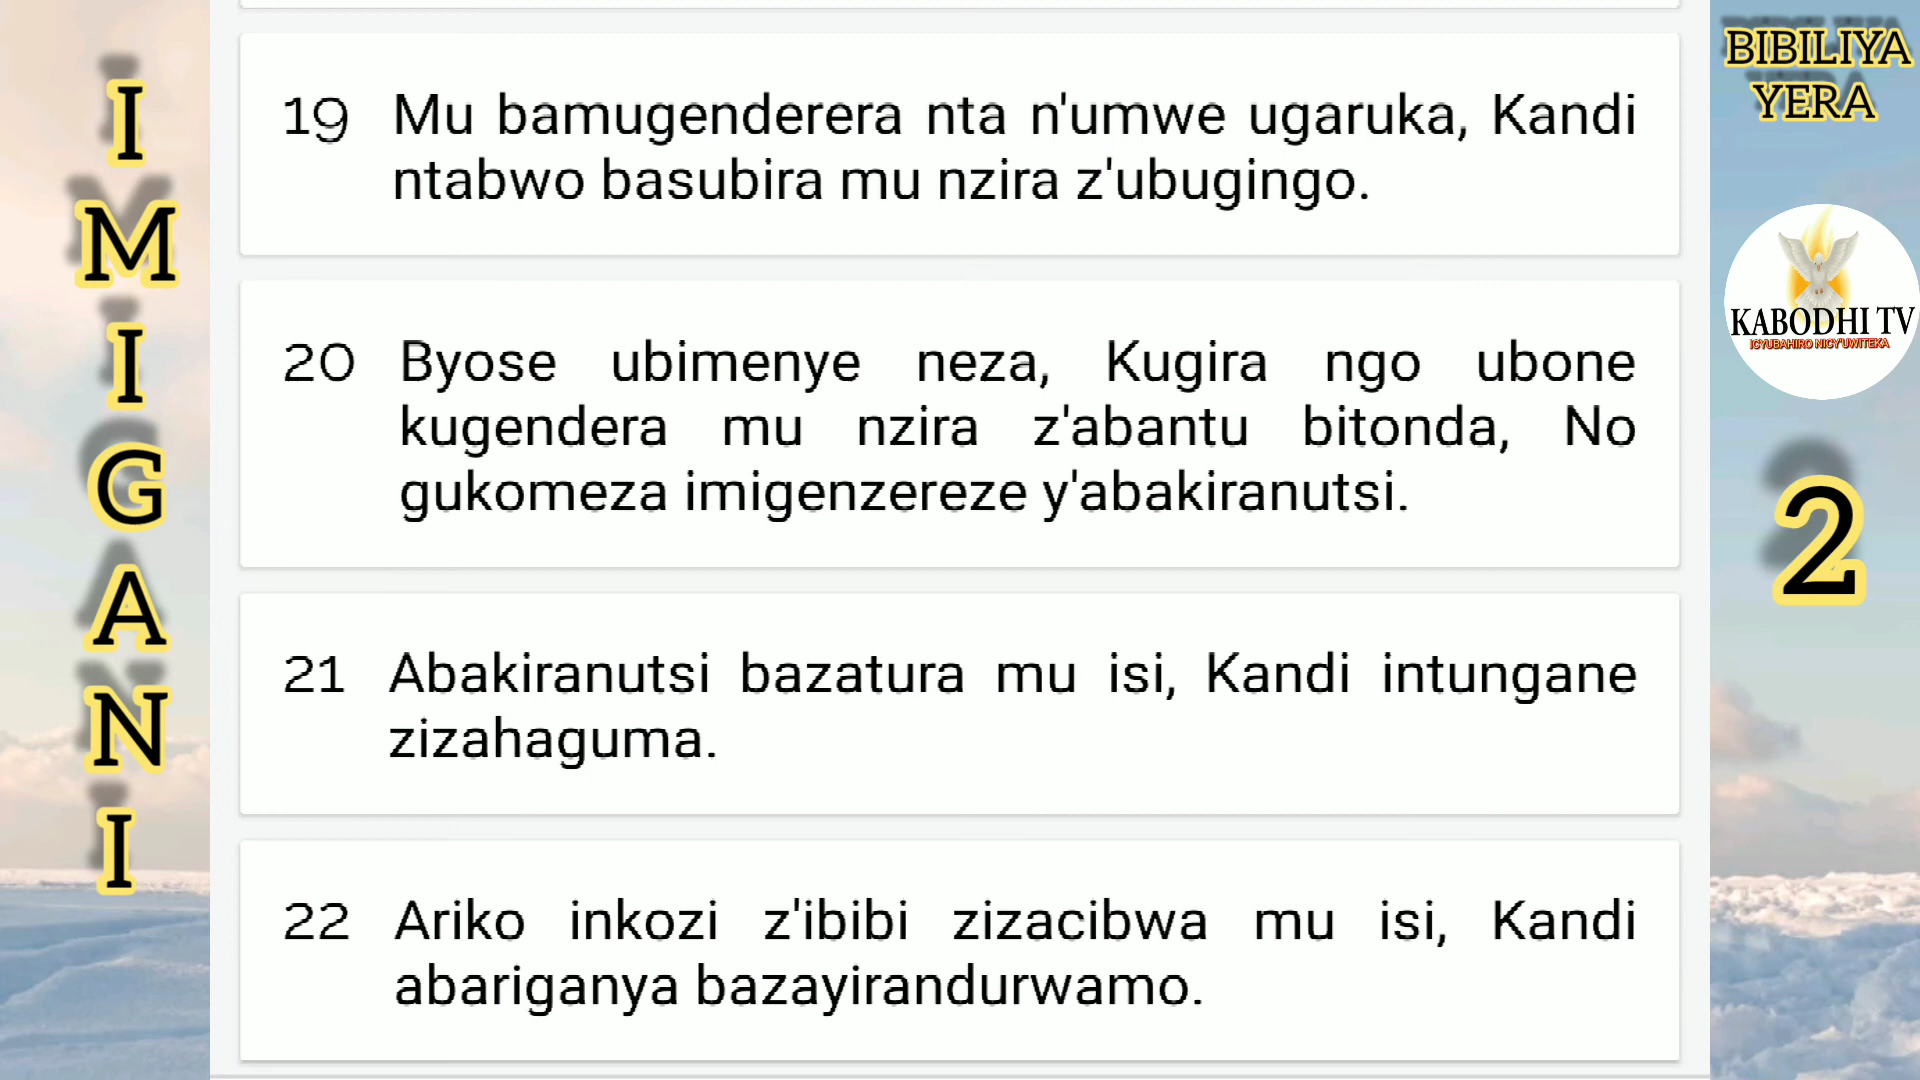 I
M
I
G
A
N
I
19 Mu bamugenderera nta n'umwe ugaruka, Kandi
ntabwo basubira mu nzira z'ubugingo.
20 Byose ubimenye neza, Kugira ngo ubone
kugendera mu nzira z'abantu bitonda, No
gukomeza imigenzereze y'abakiranutsi.
21 Abakiranutsi bazatura mu isi, Kandi intungane
zizahaguma.
22 Ariko inkozi z'ibibi zizacibwa mu isi, Kandi
abariganya bazayirandurwamo.
BIBILIYA
YERA
KABODHI TV
ICYUBAHIRO NICY'UWITEKA
2